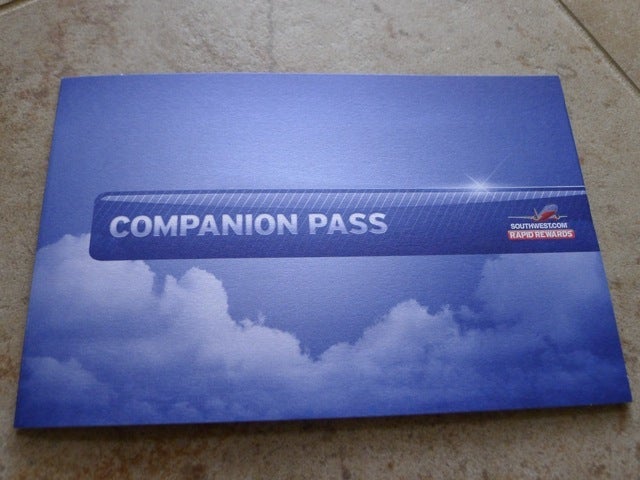 COMPANION PASS
SOUTHWEST.COM
RAPID REWARDS